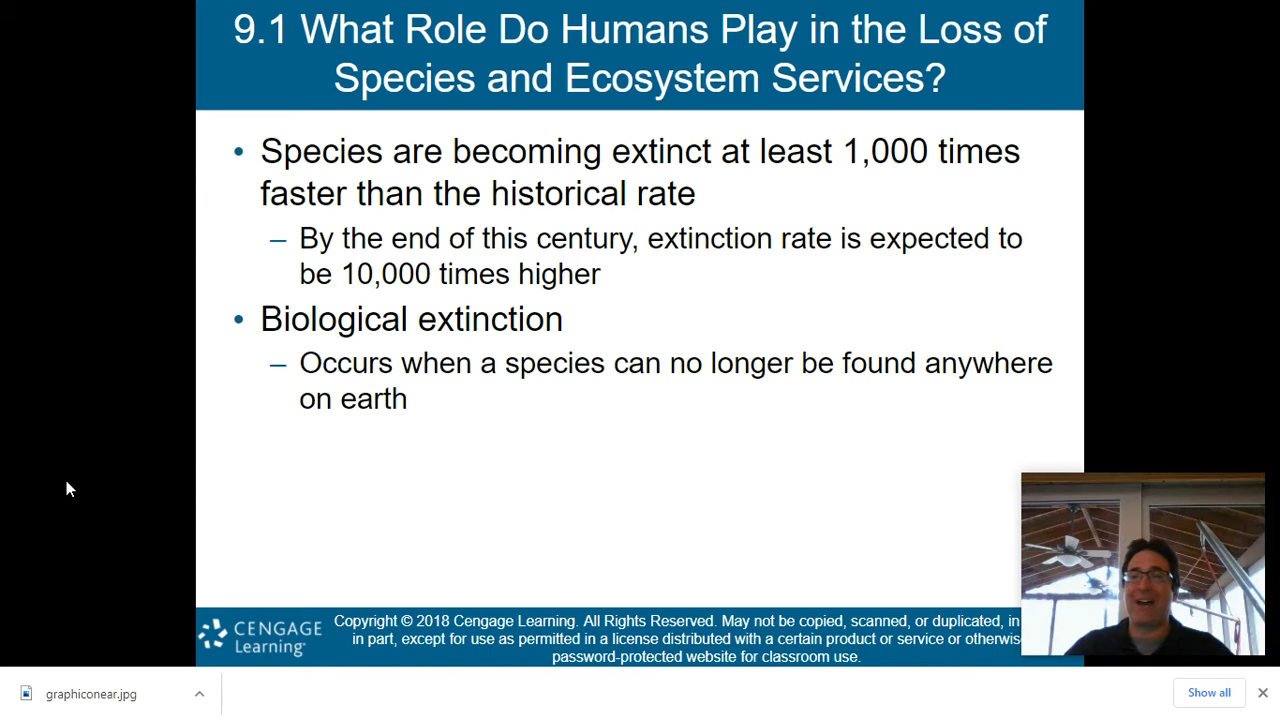 9.1 What Role Do Humans Play in the Loss of
Species and Ecosystem Services?
• Species are becoming extinct at least 1,000 times
faster than the historical rate
– By the end of this century, extinction rate is expected to
be 10,000 times higher
• Biological extinction
– Occurs when a species can no longer be found anywhere
on earth
CENGAGE
Learning
Copyright © 2018 Cengage Learning. All Rights Reserved. May not be copied, scanned, or duplicated, in
in part, except for use as permitted in a license distributed with a certain product or service or otherwise
password-protected website for classroom use.
graphiconear.jpg
Show all